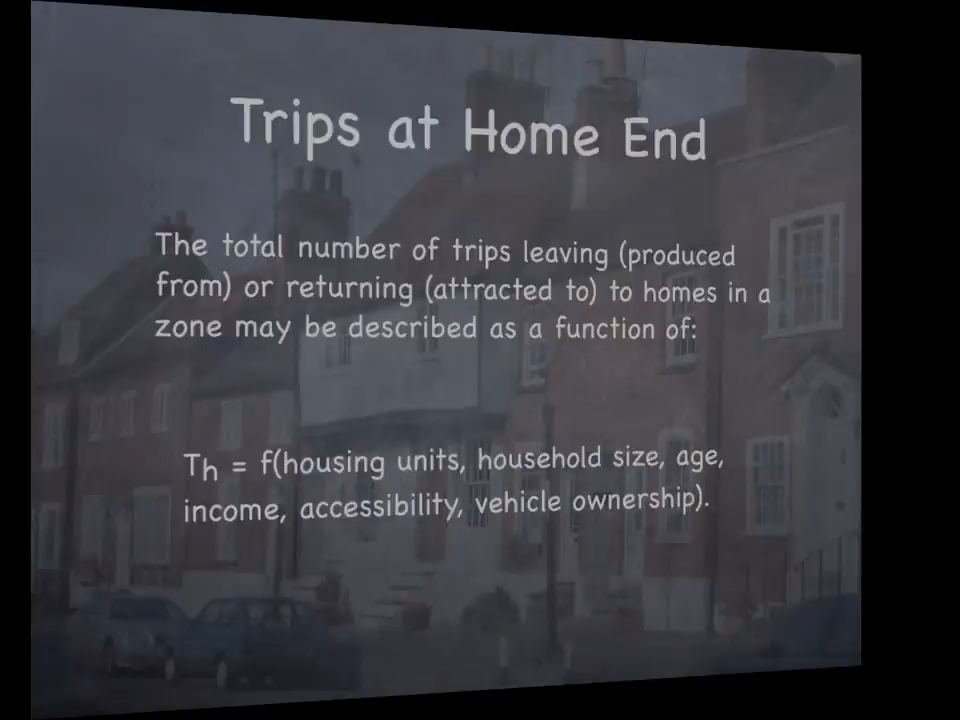 Trips at Home End
The total number of trips leaving (produced
from) or returning (attracted to) to homes in a
zone may be described as a function of:
Th = f(housing units, household size, age,
income, accessibility, vehicle ownership).